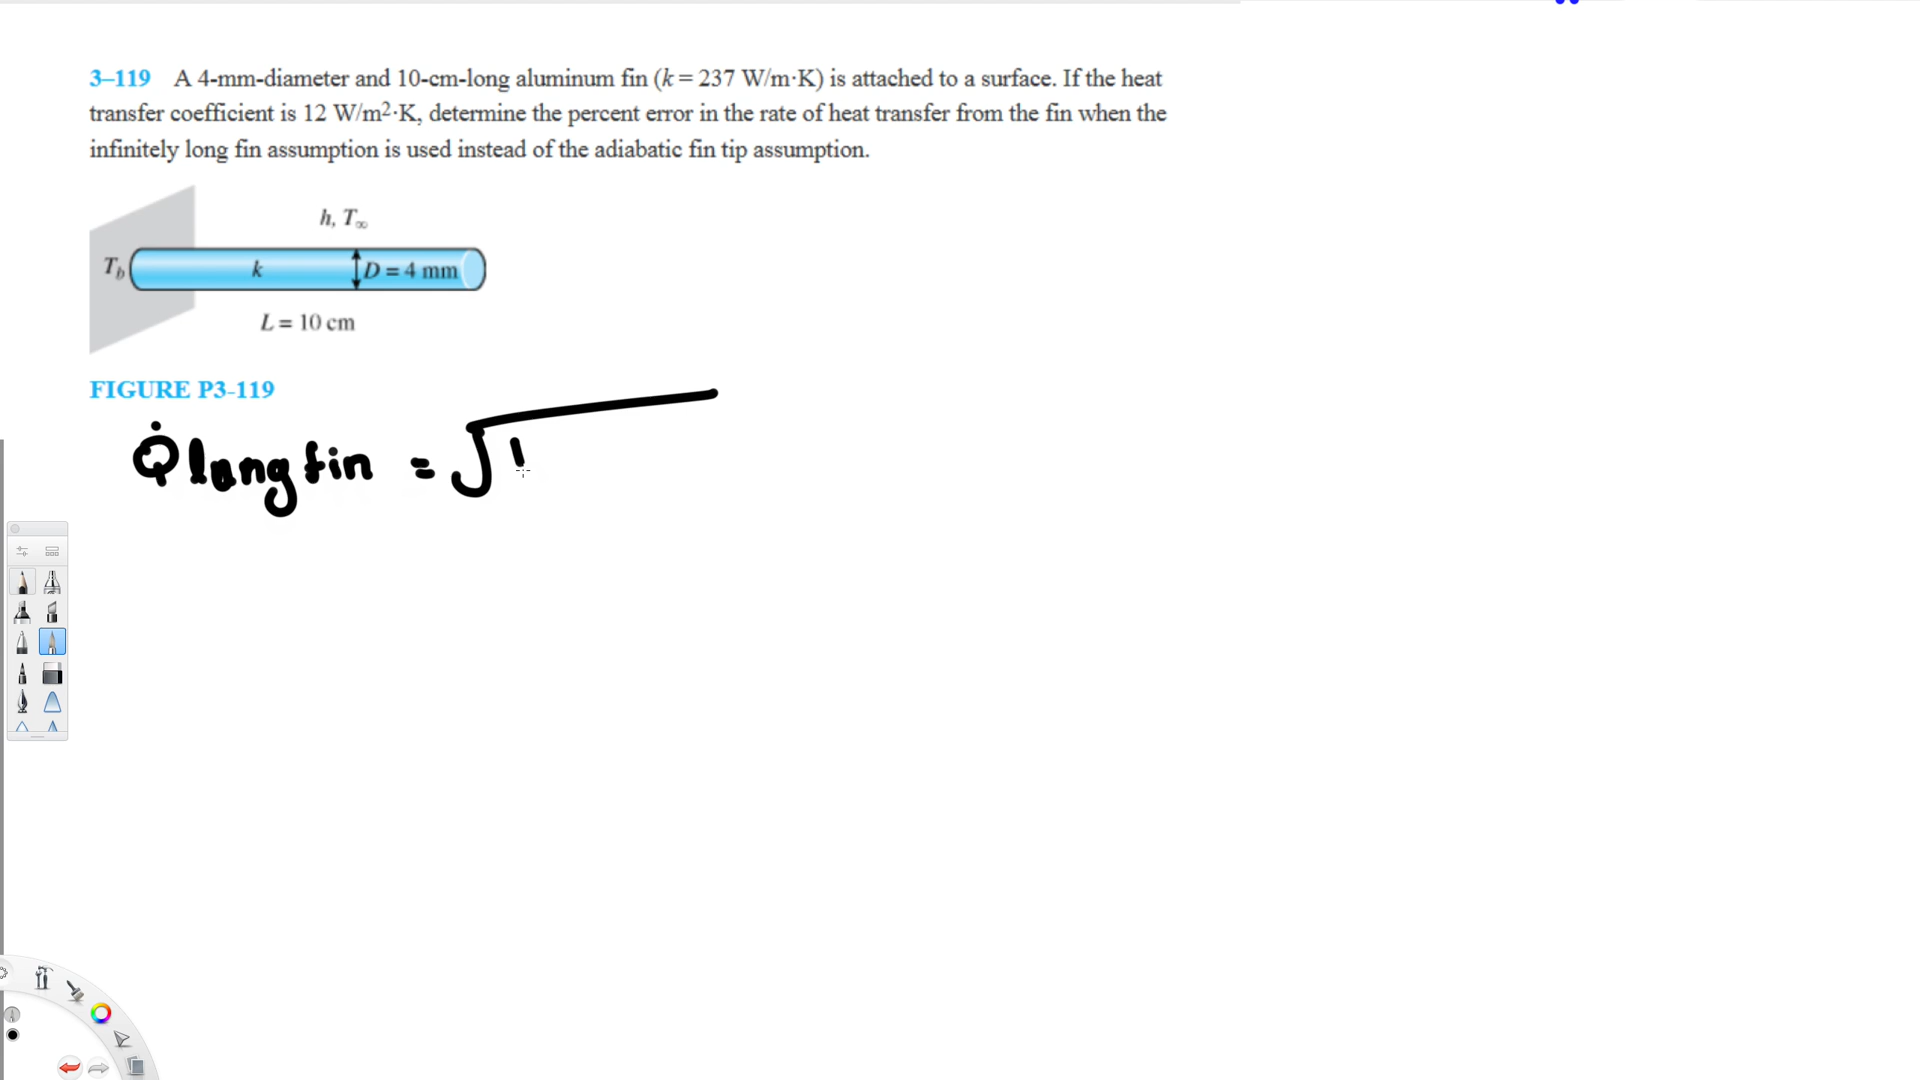 3–119 A 4-mm-diameter and 10-cm-long aluminum fin (k = 237 W/m·K) is attached to a surface. If the heat
transfer coefficient is 12 W/m²·K, determine the percent error in the rate of heat transfer from the fin when the
infinitely long fin assumption is used instead of the adiabatic fin tip assumption.
h, T∞
T_b
k
D = 4 mm
L = 10 cm
FIGURE P3-119
Q̇ long fin = √